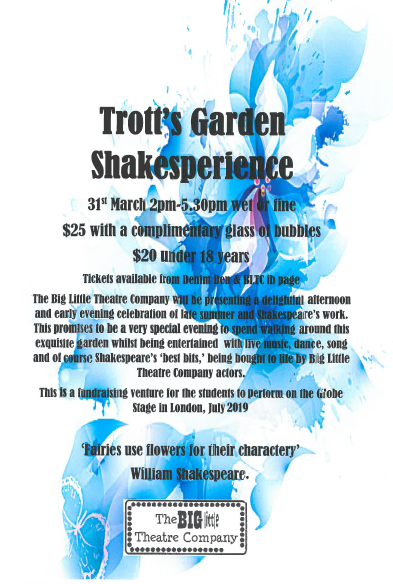 Trott's Garden
Shakesperience
31st March 2pm-5.30pm wet or fine
$25 with a complimentary glass of bubbles
$20 under 18 years
Tickets available from Denim Hen & BLTC fb page
The Big Little Theatre Company will be presenting a delightful afternoon
and early evening celebration of late summer and Shakespeare's work.
This promises to be a very special evening to spend walking around this
exquisite garden whilst being entertained with live music, dance, song
and of course Shakespeare's 'best bits,' being bought to life by Big Little
Theatre Company actors.
This is a fundraising venture for the students to perform on the Globe
Stage in London, July 2019
'Fairies use flowers for their charactery'
William Shakespeare.
The BIG little
Theatre Company